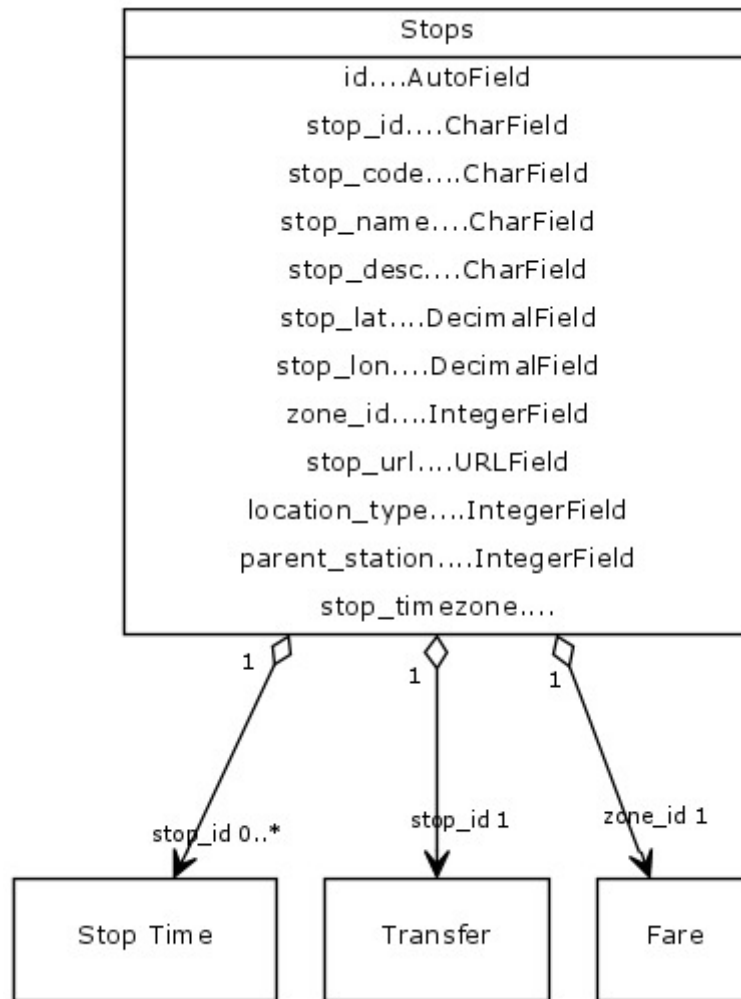 Stops
id....AutoField
stop_id....CharField
stop_code....CharField
stop_name....CharField
stop_desc....CharField
stop_lat....DecimalField
stop_lon....DecimalField
zone_id....IntegerField
stop_url....URLField
location_type....IntegerField
parent_station....IntegerField
stop_timezone....
1
1
1
stop_id 0..*
stop_id 1
zone_id 1
Stop Time
Transfer
Fare